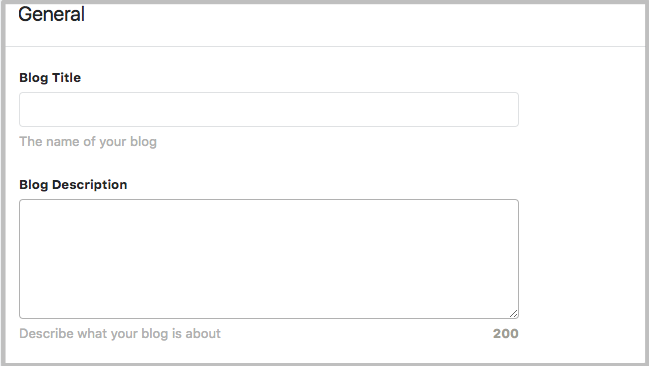 General
Blog Title
The name of your blog
Blog Description
Describe what your blog is about 200